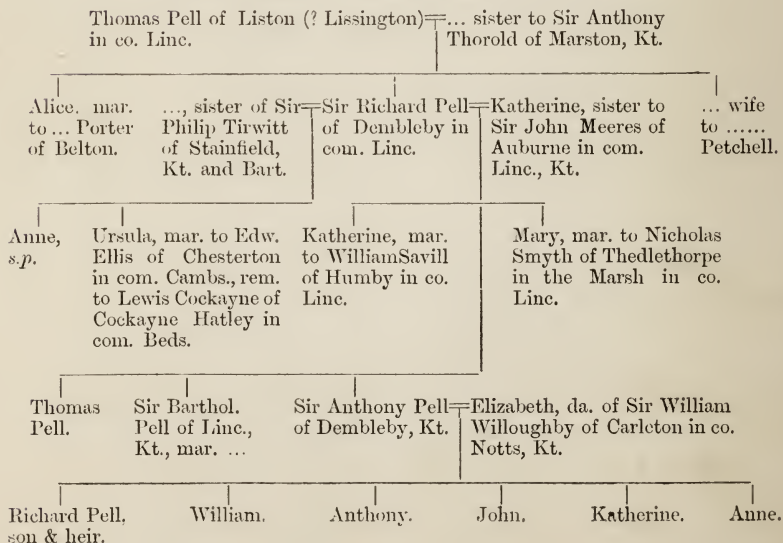 Thomas Pell of Liston (? Lissington)=... sister to Sir Anthony
in co. Linc. Thorold of Marston, Kt.
Alice, mar.
to ... Porter
of Belton.
..., sister of Sir=
Philip Tirwitt
of Stainfield,
Kt. and Bart.
Sir Richard Pell=
of Dembleby in
com. Linc.
Katherine, sister to
Sir John Meeres of
Auburne in com.
Linc., Kt.
... wife
to ......
Petchell.
Anne,
s.p.
Ursula, mar. to Edw.
Ellis of Chesterton
in com. Cambs., rem.
to Lewis Cockayne of
Cockayne Hatley in
com. Beds.
Katherine, mar.
to William Savill
of Humby in co.
Linc.
Mary, mar. to Nicholas
Smyth of Thedlethorpe
in the Marsh in co.
Linc.
Thomas
Pell.
Sir Barthol.
Pell of Linc.,
Kt., mar. ...
Sir Anthony Pell=
of Dembleby, Kt.
Elizabeth, da. of Sir William
Willoughby of Carleton in co.
Notts, Kt.
Richard Pell,
son & heir.
William.
Anthony.
John.
Katherine.
Anne.